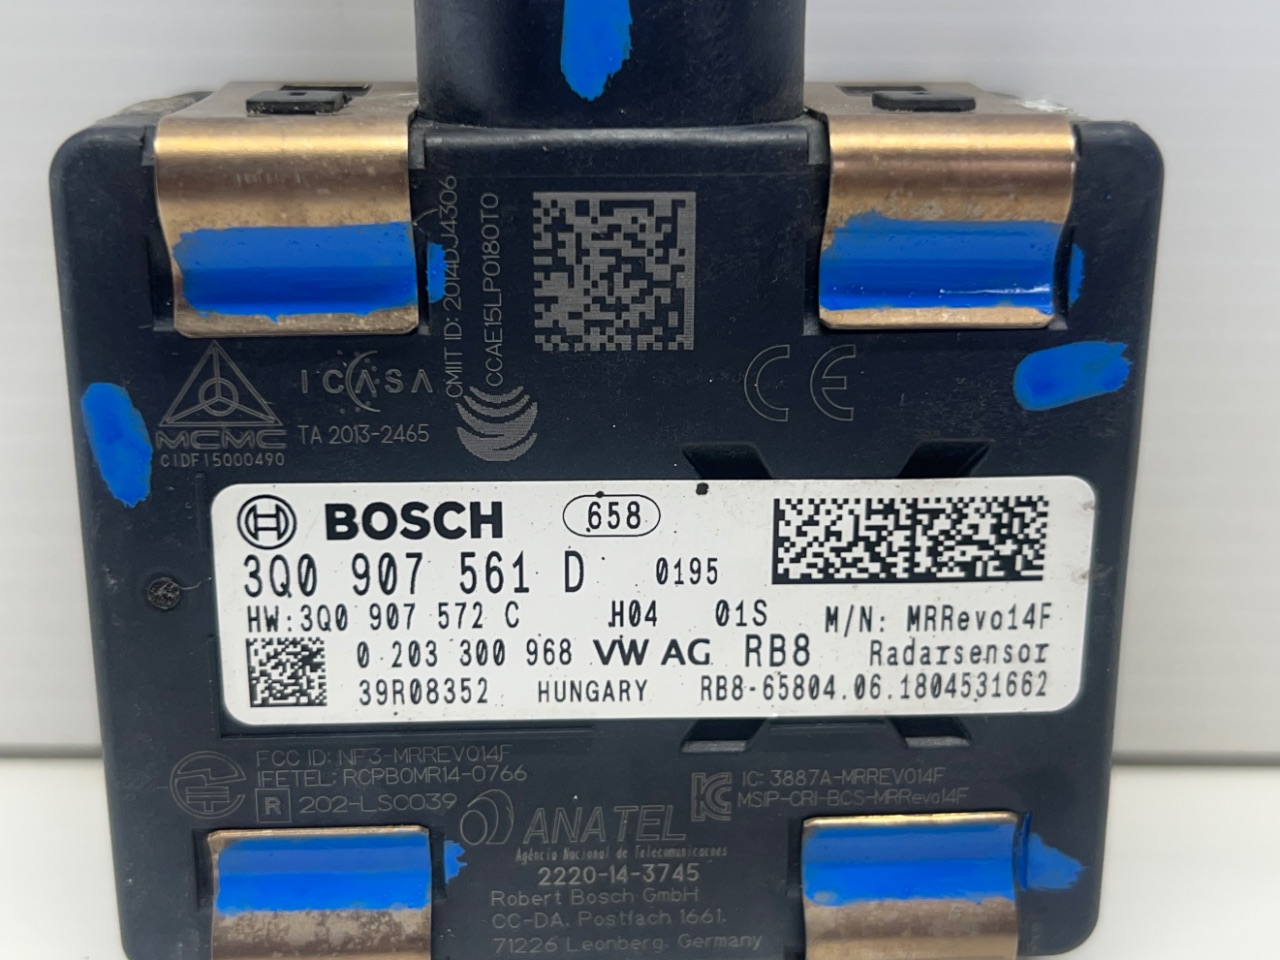 CMIIT ID: 2014DJ4306
CCAE15LP0180T0
ICASA
MCMC
TA 2013-2465
CIDF15000490
CE
BOSCH 658
3Q0 907 561 D 0195
HW:3Q0 907 572 C H04 01S M/N: MRRevo14F
0 203 300 968 VW AG RB8 Radarsensor
39R08352 HUNGARY RB8-65804.06.1804531662
FCC ID: NF3-MRREVO14F
IFETEL: RCPBOMR14-0766
R 202-LSC039
IC: 3887A-MRREVO14F
MSIP-CRI-BCS-MRRevo14F
ANATEL
Agência Nacional de Telecomunicacoes
2220-14-3745
Robert Bosch GmbH
CC-DA, Postfach 1661,
71226 Leonberg, Germany